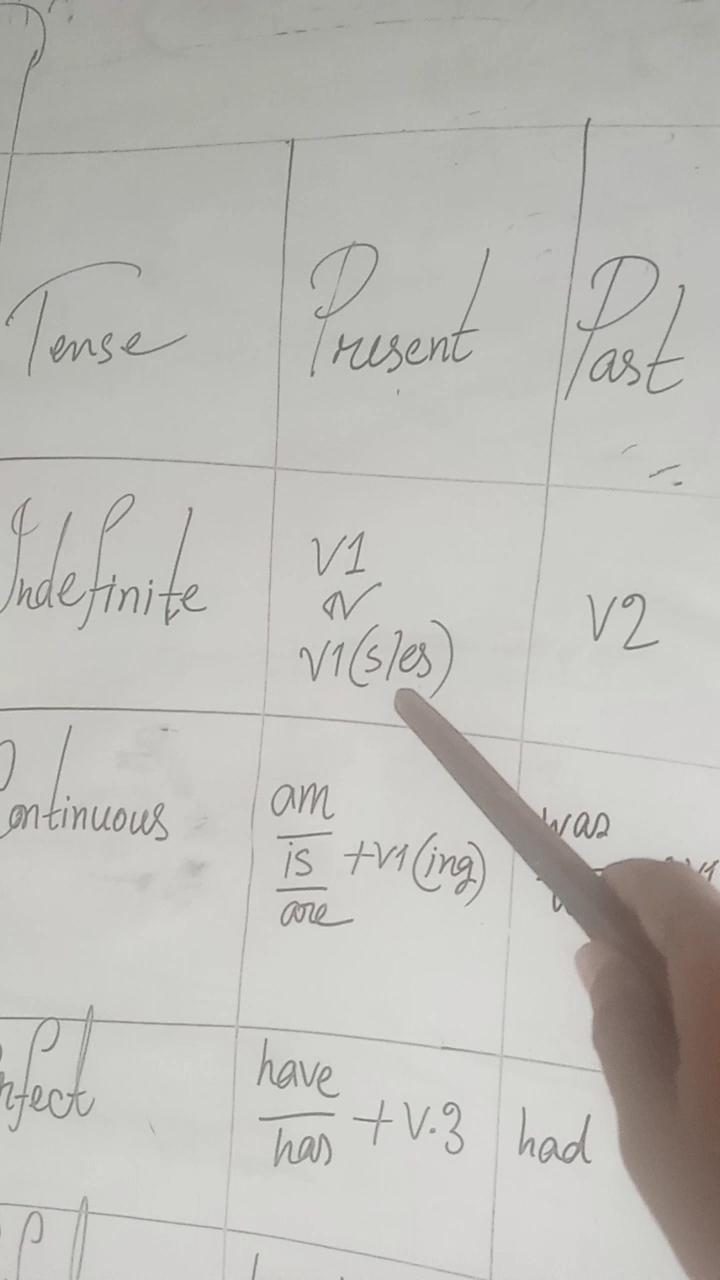 Tense Present Past
Indefinite V1
or
V1(s/es) V2
Continuous am
is +V1(ing)
are
was
have
has +V.3 had